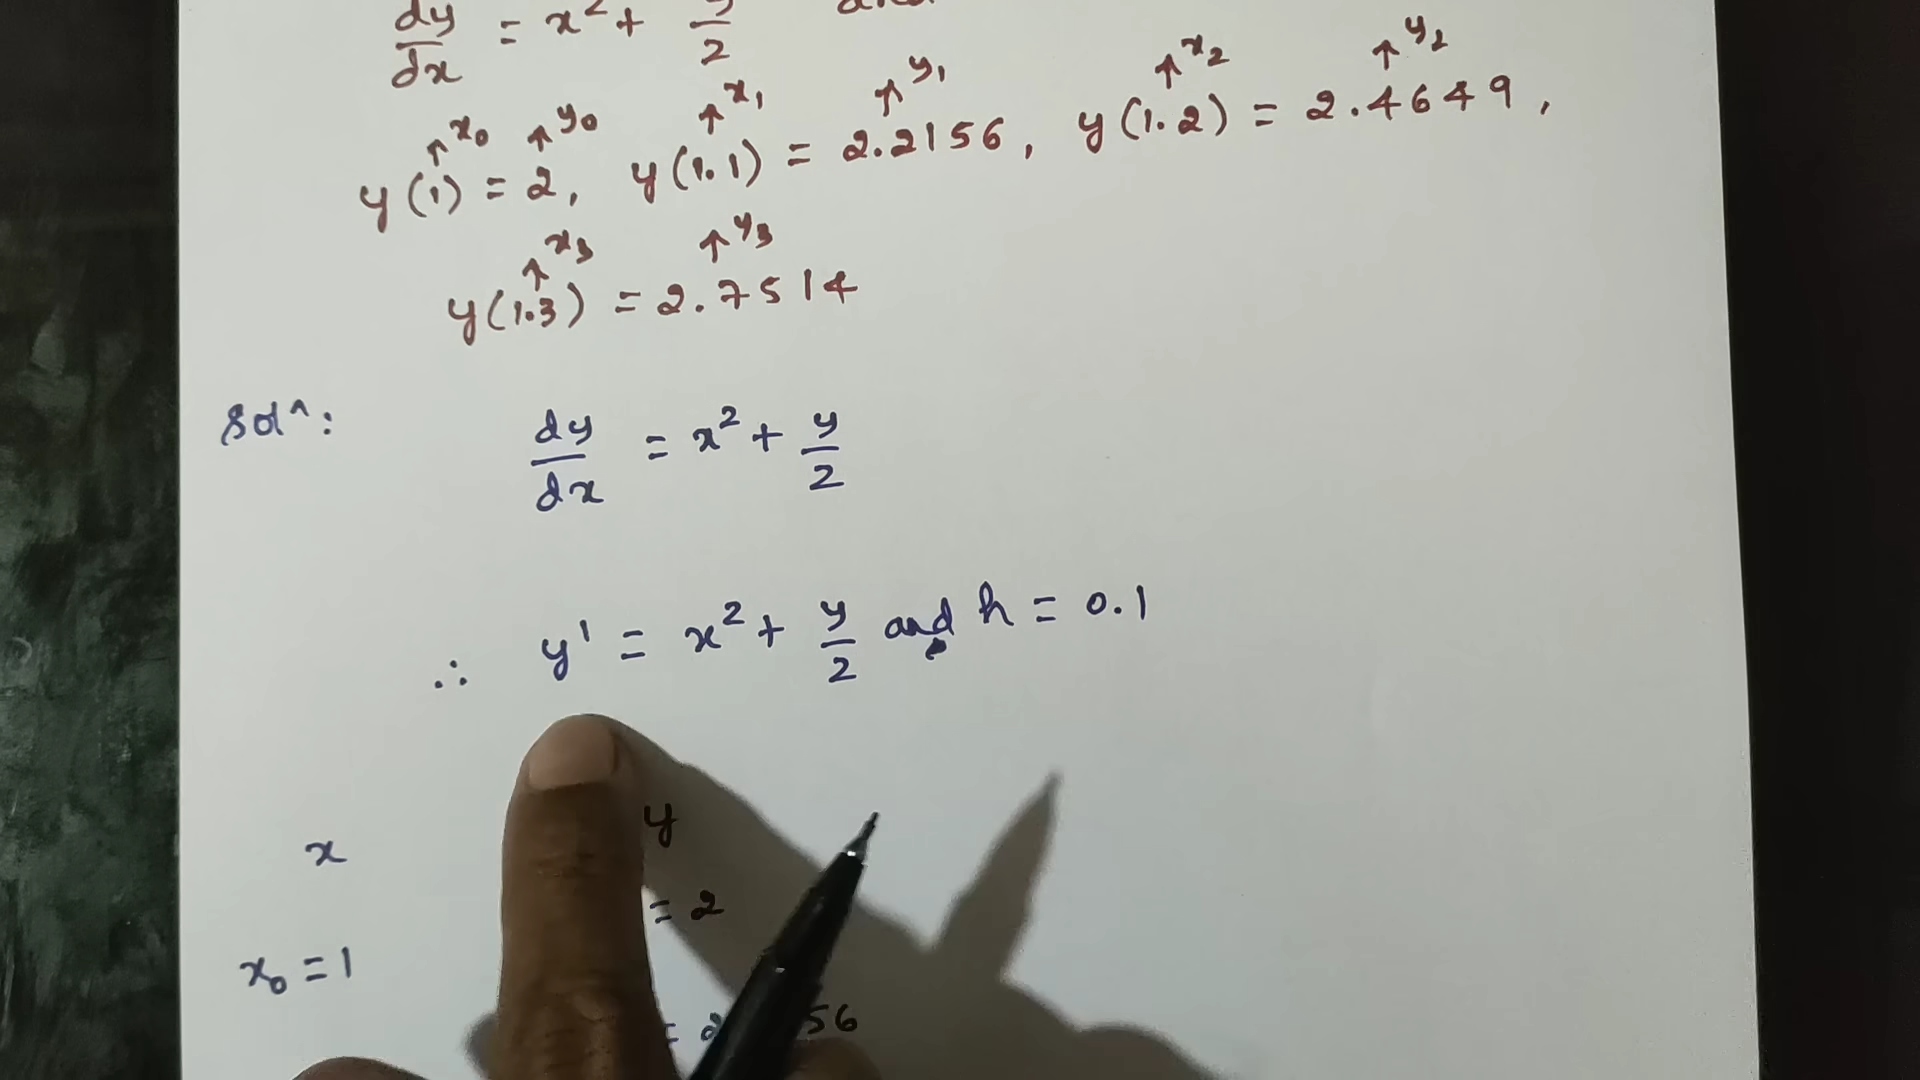 dy/dx = x² + y/2
↑x₀ ↑y₀ ↑x₁ ↑y₁ ↑x₂ ↑y₂
y(1) = 2, y(1.1) = 2.2156, y(1.2) = 2.4649,
↑x₃ ↑y₃
y(1.3) = 2.7514
Solⁿ: dy/dx = x² + y/2
∴ y' = x² + y/2 and h = 0.1
x y
x₀ = 1 = 2